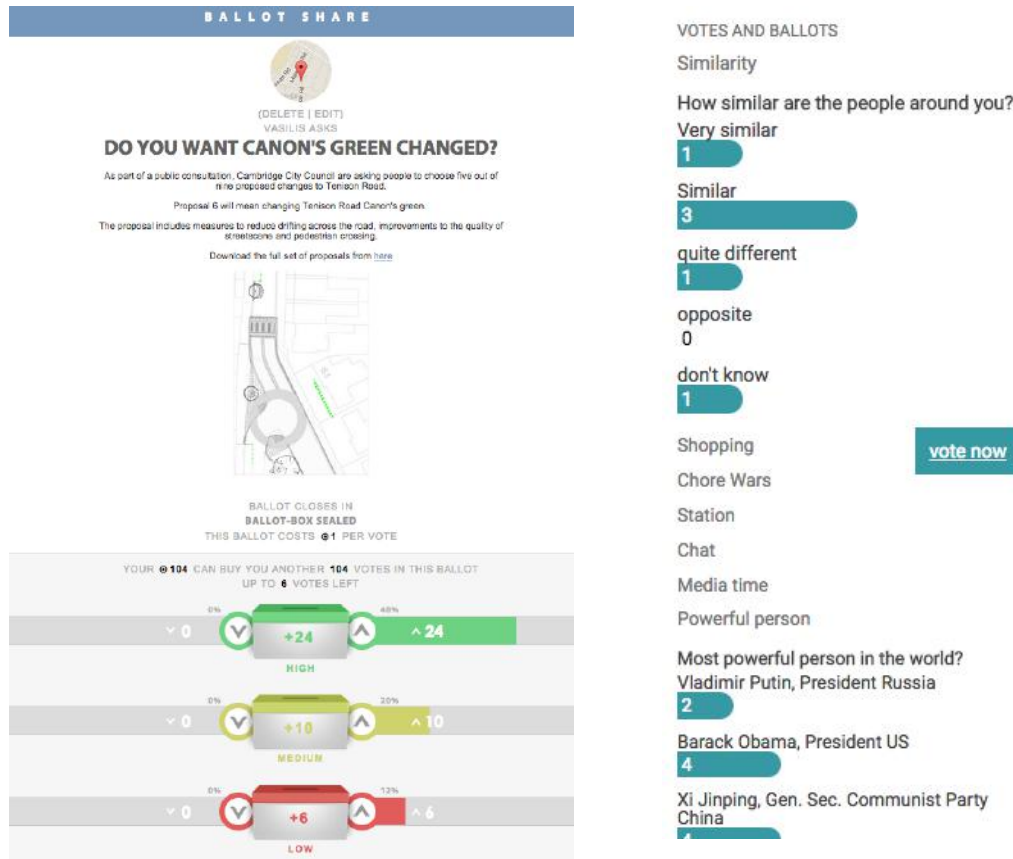 BALLOT SHARE
(DELETE | EDIT)
VASILIS ASKS
DO YOU WANT CANON'S GREEN CHANGED?
As part of a public consultation, Cambridge City Council are asking people to choose five out of
nine proposed changes to Tenison Road.
Proposal 6 will mean changing Tenison Road Canon's green.
The proposal includes measures to reduce drifting across the road, improvements to the quality of
streetscene and pedestrian crossing.
Download the full set of proposals from here
BALLOT CLOSES IN
BALLOT-BOX SEALED
THIS BALLOT COSTS 1 PER VOTE
YOUR 104 CAN BUY YOU ANOTHER 104 VOTES IN THIS BALLOT
UP TO 6 VOTES LEFT
0% 48%
0 +24 24
HIGH
0% 20%
0 +10 10
MEDIUM
0% 12%
0 +6 6
LOW
VOTES AND BALLOTS
Similarity
How similar are the people around you?
Very similar
1
Similar
3
quite different
1
opposite
0
don't know
1
Shopping
vote now
Chore Wars
Station
Chat
Media time
Powerful person
Most powerful person in the world?
Vladimir Putin, President Russia
2
Barack Obama, President US
4
Xi Jinping, Gen. Sec. Communist Party
China